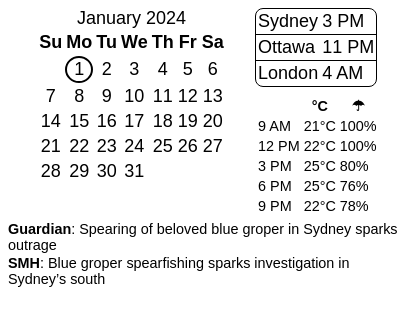 January 2024
Su Mo Tu We Th Fr Sa
1 2 3 4 5 6
7 8 9 10 11 12 13
14 15 16 17 18 19 20
21 22 23 24 25 26 27
28 29 30 31
Sydney 3 PM
Ottawa 11 PM
London 4 AM
°C ☂
9 AM 21°C 100%
12 PM 22°C 100%
3 PM 25°C 80%
6 PM 25°C 76%
9 PM 22°C 78%
Guardian: Spearing of beloved blue groper in Sydney sparks
outrage
SMH: Blue groper spearfishing sparks investigation in
Sydney’s south